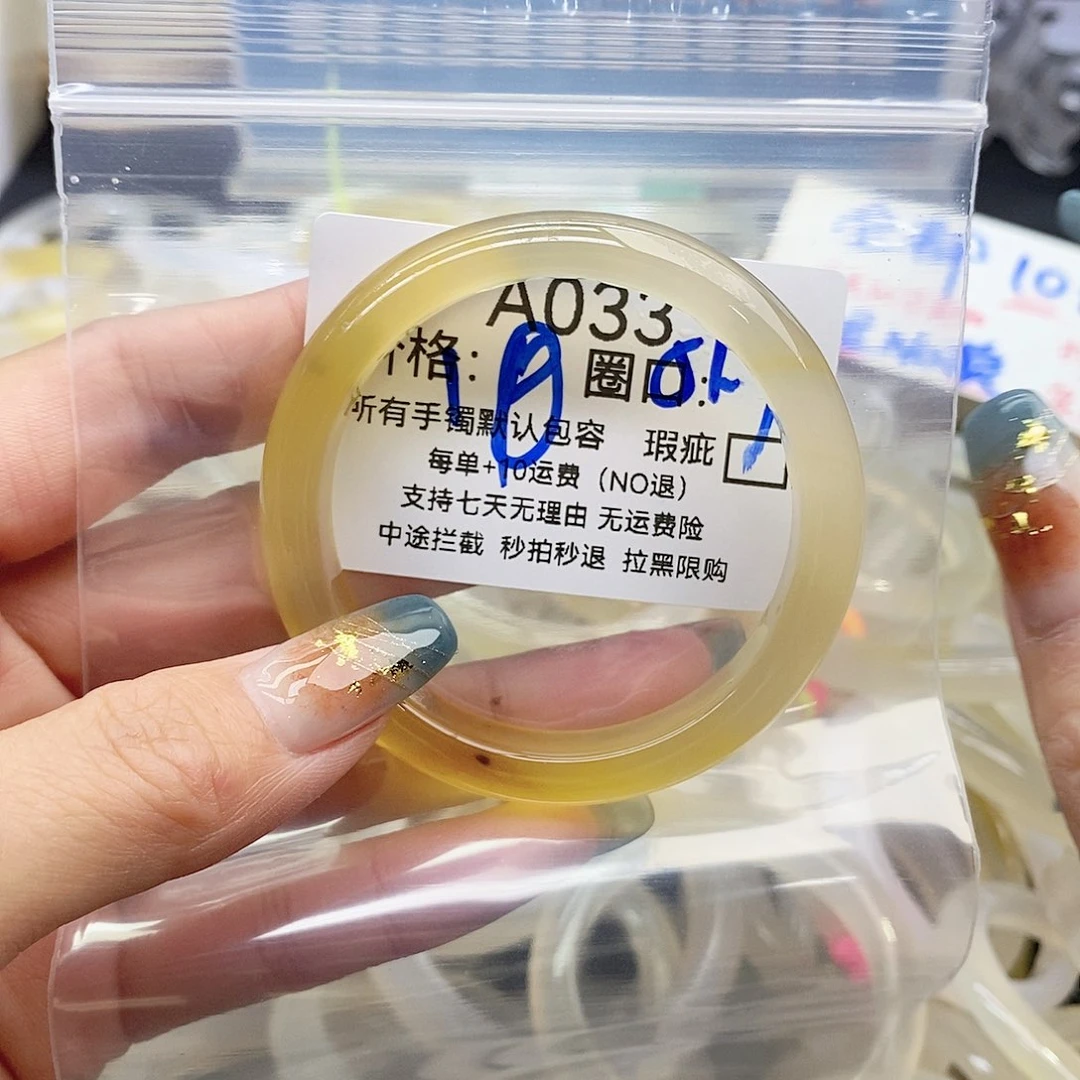 A033
格: 10 圈口:
所有手镯默认包容 瑕疵
每单+10运费（NO退）
支持七天无理由 无运费险
中途拦截 秒拍秒退 拉黑限购
10